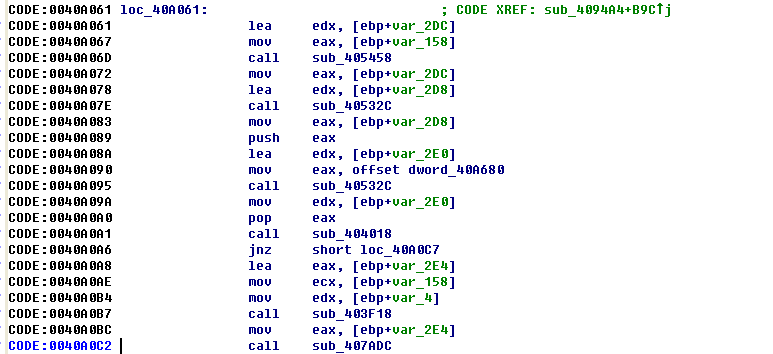 CODE:0040A061 loc_40A061: ; CODE XREF: sub_4094A4+B9C↑j
CODE:0040A061 lea edx, [ebp+var_2DC]
CODE:0040A067 mov eax, [ebp+var_158]
CODE:0040A06D call sub_405458
CODE:0040A072 mov eax, [ebp+var_2DC]
CODE:0040A078 lea edx, [ebp+var_2D8]
CODE:0040A07E call sub_40532C
CODE:0040A083 mov eax, [ebp+var_2D8]
CODE:0040A089 push eax
CODE:0040A08A lea edx, [ebp+var_2E0]
CODE:0040A090 mov eax, offset dword_40A680
CODE:0040A095 call sub_40532C
CODE:0040A09A mov edx, [ebp+var_2E0]
CODE:0040A0A0 pop eax
CODE:0040A0A1 call sub_404018
CODE:0040A0A6 jnz short loc_40A0C7
CODE:0040A0A8 lea eax, [ebp+var_2E4]
CODE:0040A0AE mov ecx, [ebp+var_158]
CODE:0040A0B4 mov edx, [ebp+var_4]
CODE:0040A0B7 call sub_403F18
CODE:0040A0BC mov eax, [ebp+var_2E4]
CODE:0040A0C2 call sub_407ADC